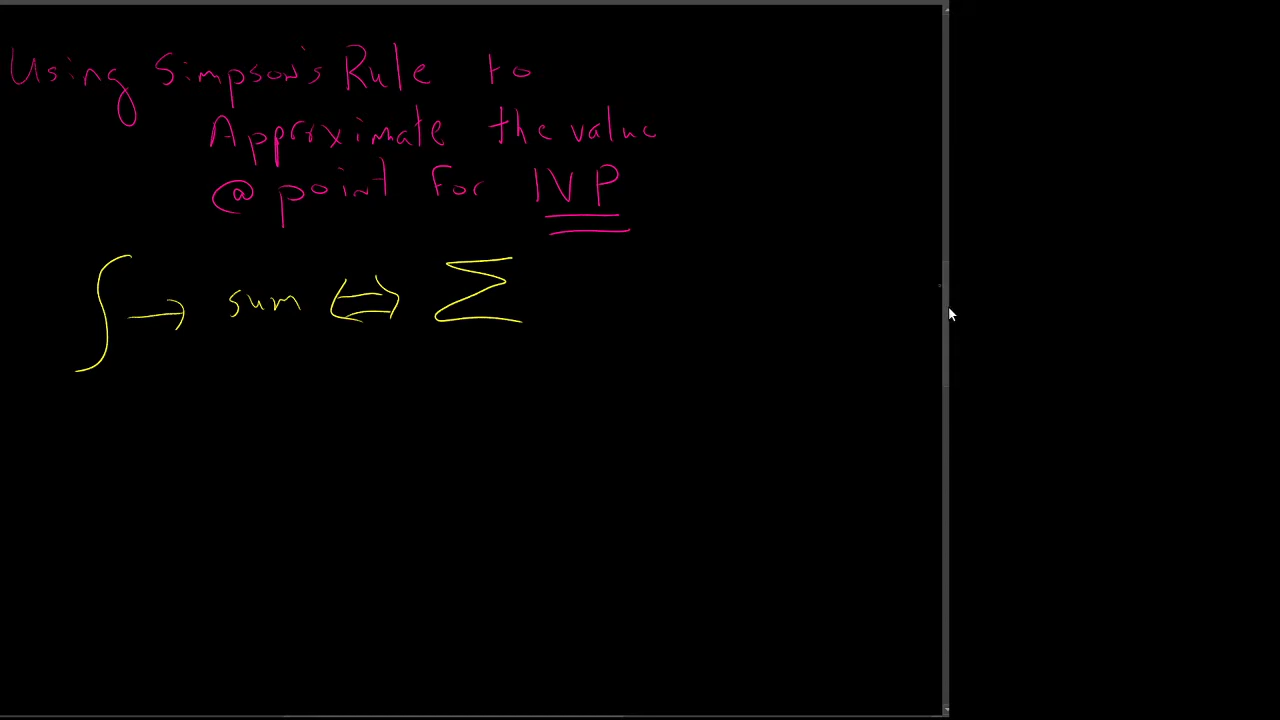 Using Simpson's Rule to
Approximate the value
@ point for IVP
∫ → sum ⇔ Σ